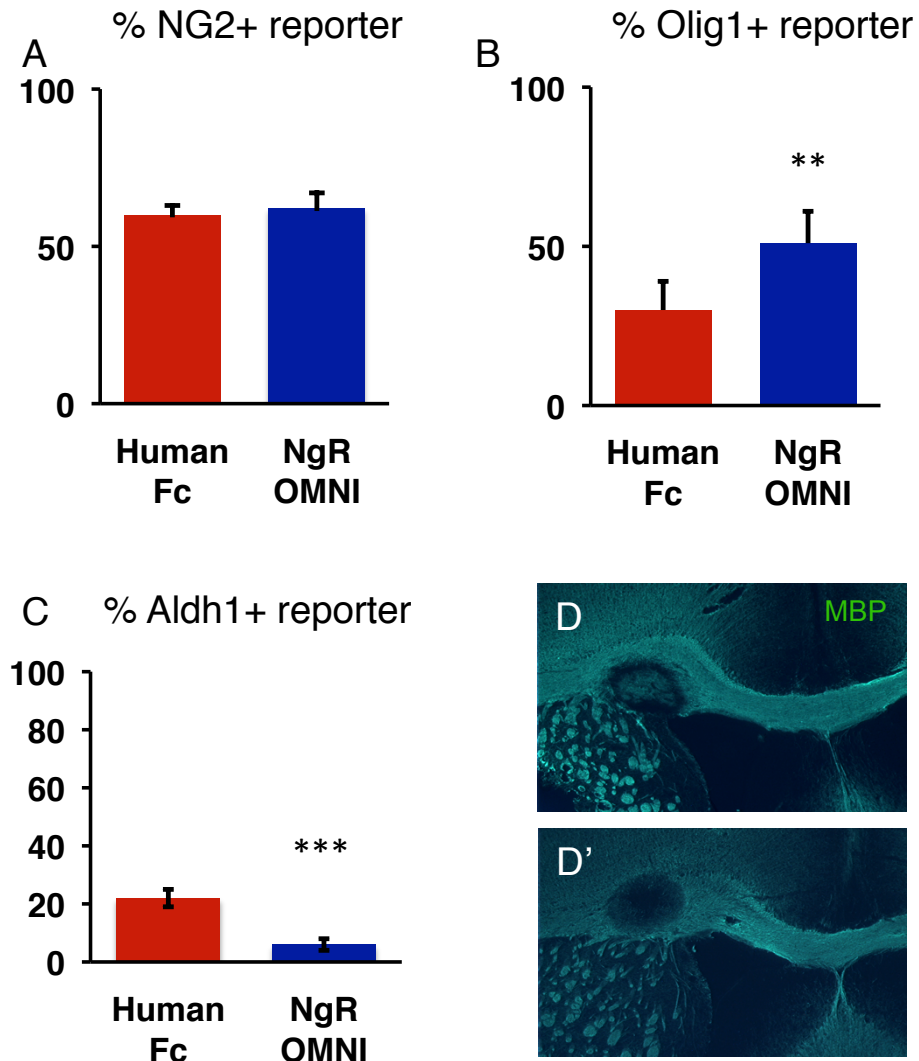 A
% NG2+ reporter
100
50
0
Human
Fc
NgR
OMNI
B
% Olig1+ reporter
100
**
50
0
Human
Fc
NgR
OMNI
C
% Aldh1+ reporter
100
80
60
40
***
20
0
Human
Fc
NgR
OMNI
D
MBP
D’